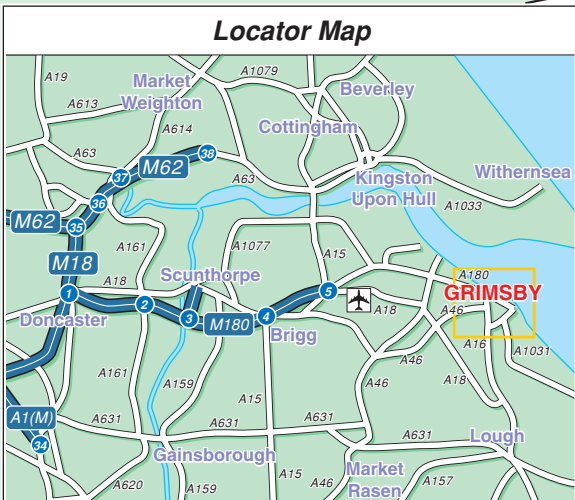 Locator Map
A19
A1079
Market
Weighton
Beverley
A613
A614
Cottingham
A63
38
37
M62
A63
Kingston
Upon Hull
Withernsea
36
A1033
M62
35
A161
A1077
A15
M18
A18
Scunthorpe
A180
1
5
GRIMSBY
2
A18
A46
3
M180
4
Doncaster
Brigg
A16
A1031
A161
A159
A46
A46
A18
A15
A1(M)
A631
A631
A631
A631
Lough
34
Gainsborough
Market
Rasen
A15
A46
A157
A620
A159